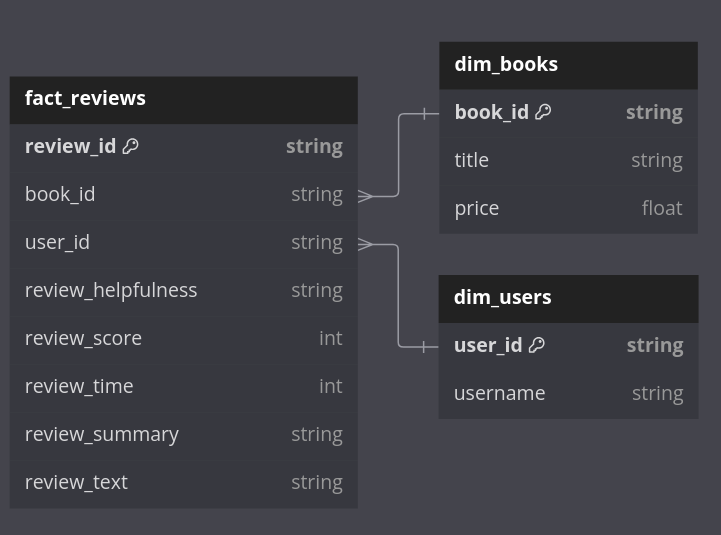 fact_reviews
review_id string
book_id string
user_id string
review_helpfulness string
review_score int
review_time int
review_summary string
review_text string
dim_books
book_id string
title string
price float
dim_users
user_id string
username string